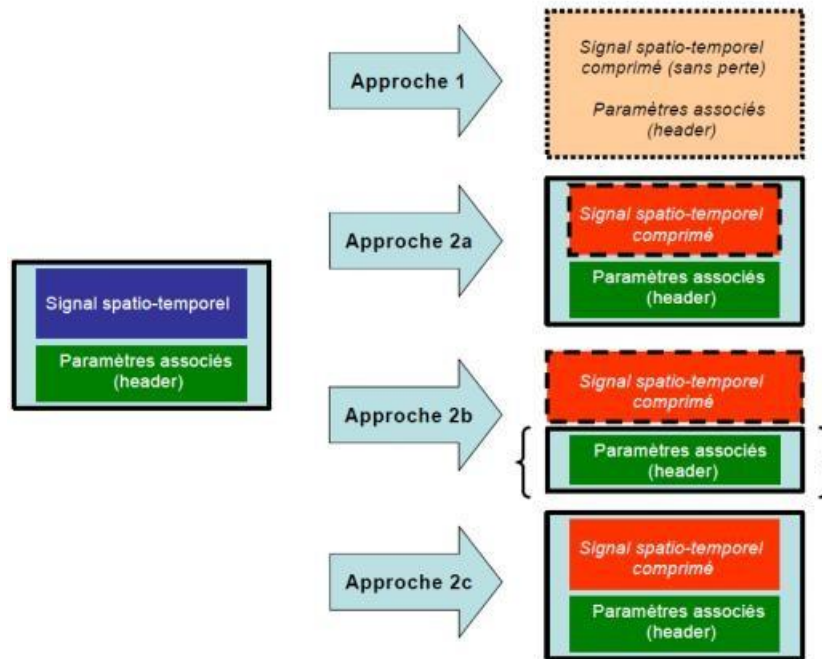 Approche 1
Signal spatio-temporel
comprimé (sans perte)
Paramètres associés
(header)
Approche 2a
Signal spatio-temporel
comprimé
Paramètres associés
(header)
Signal spatio-temporel
Paramètres associés
(header)
Approche 2b
Signal spatio-temporel
comprimé
{
Paramètres associés
(header)
}
Approche 2c
Signal spatio-temporel
comprimé
Paramètres associés
(header)